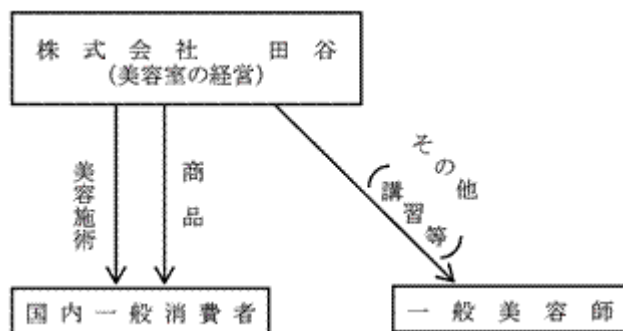 株式会社 田谷
(美容室の経営)
美容施術
商品
その他
(講習等)
国内一般消費者
一般美容師